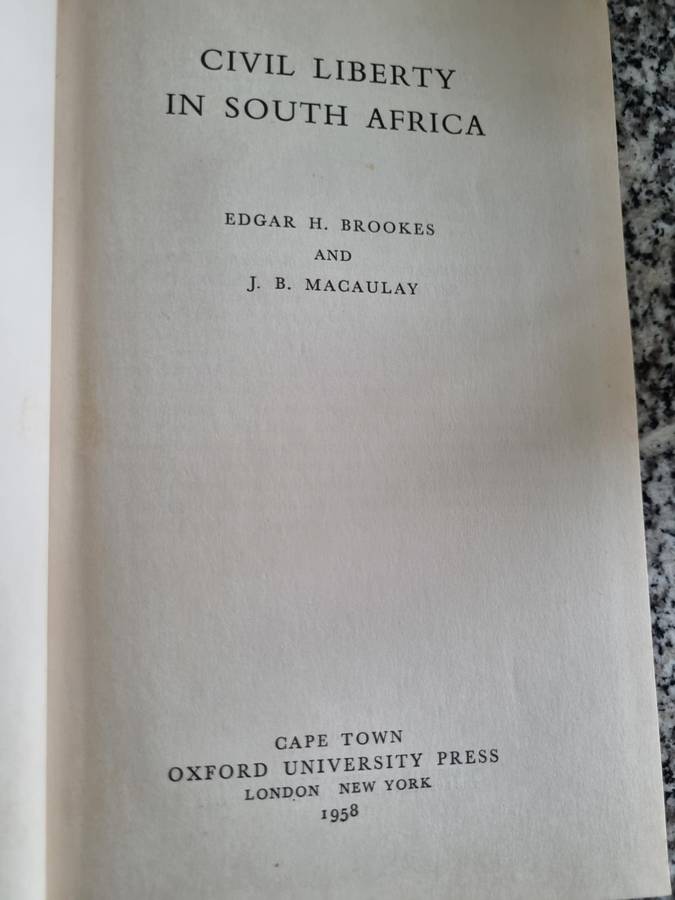 CIVIL LIBERTY
IN SOUTH AFRICA
EDGAR H. BROOKES
AND
J. B. MACAULAY
CAPE TOWN
OXFORD UNIVERSITY PRESS
LONDON NEW YORK
1958